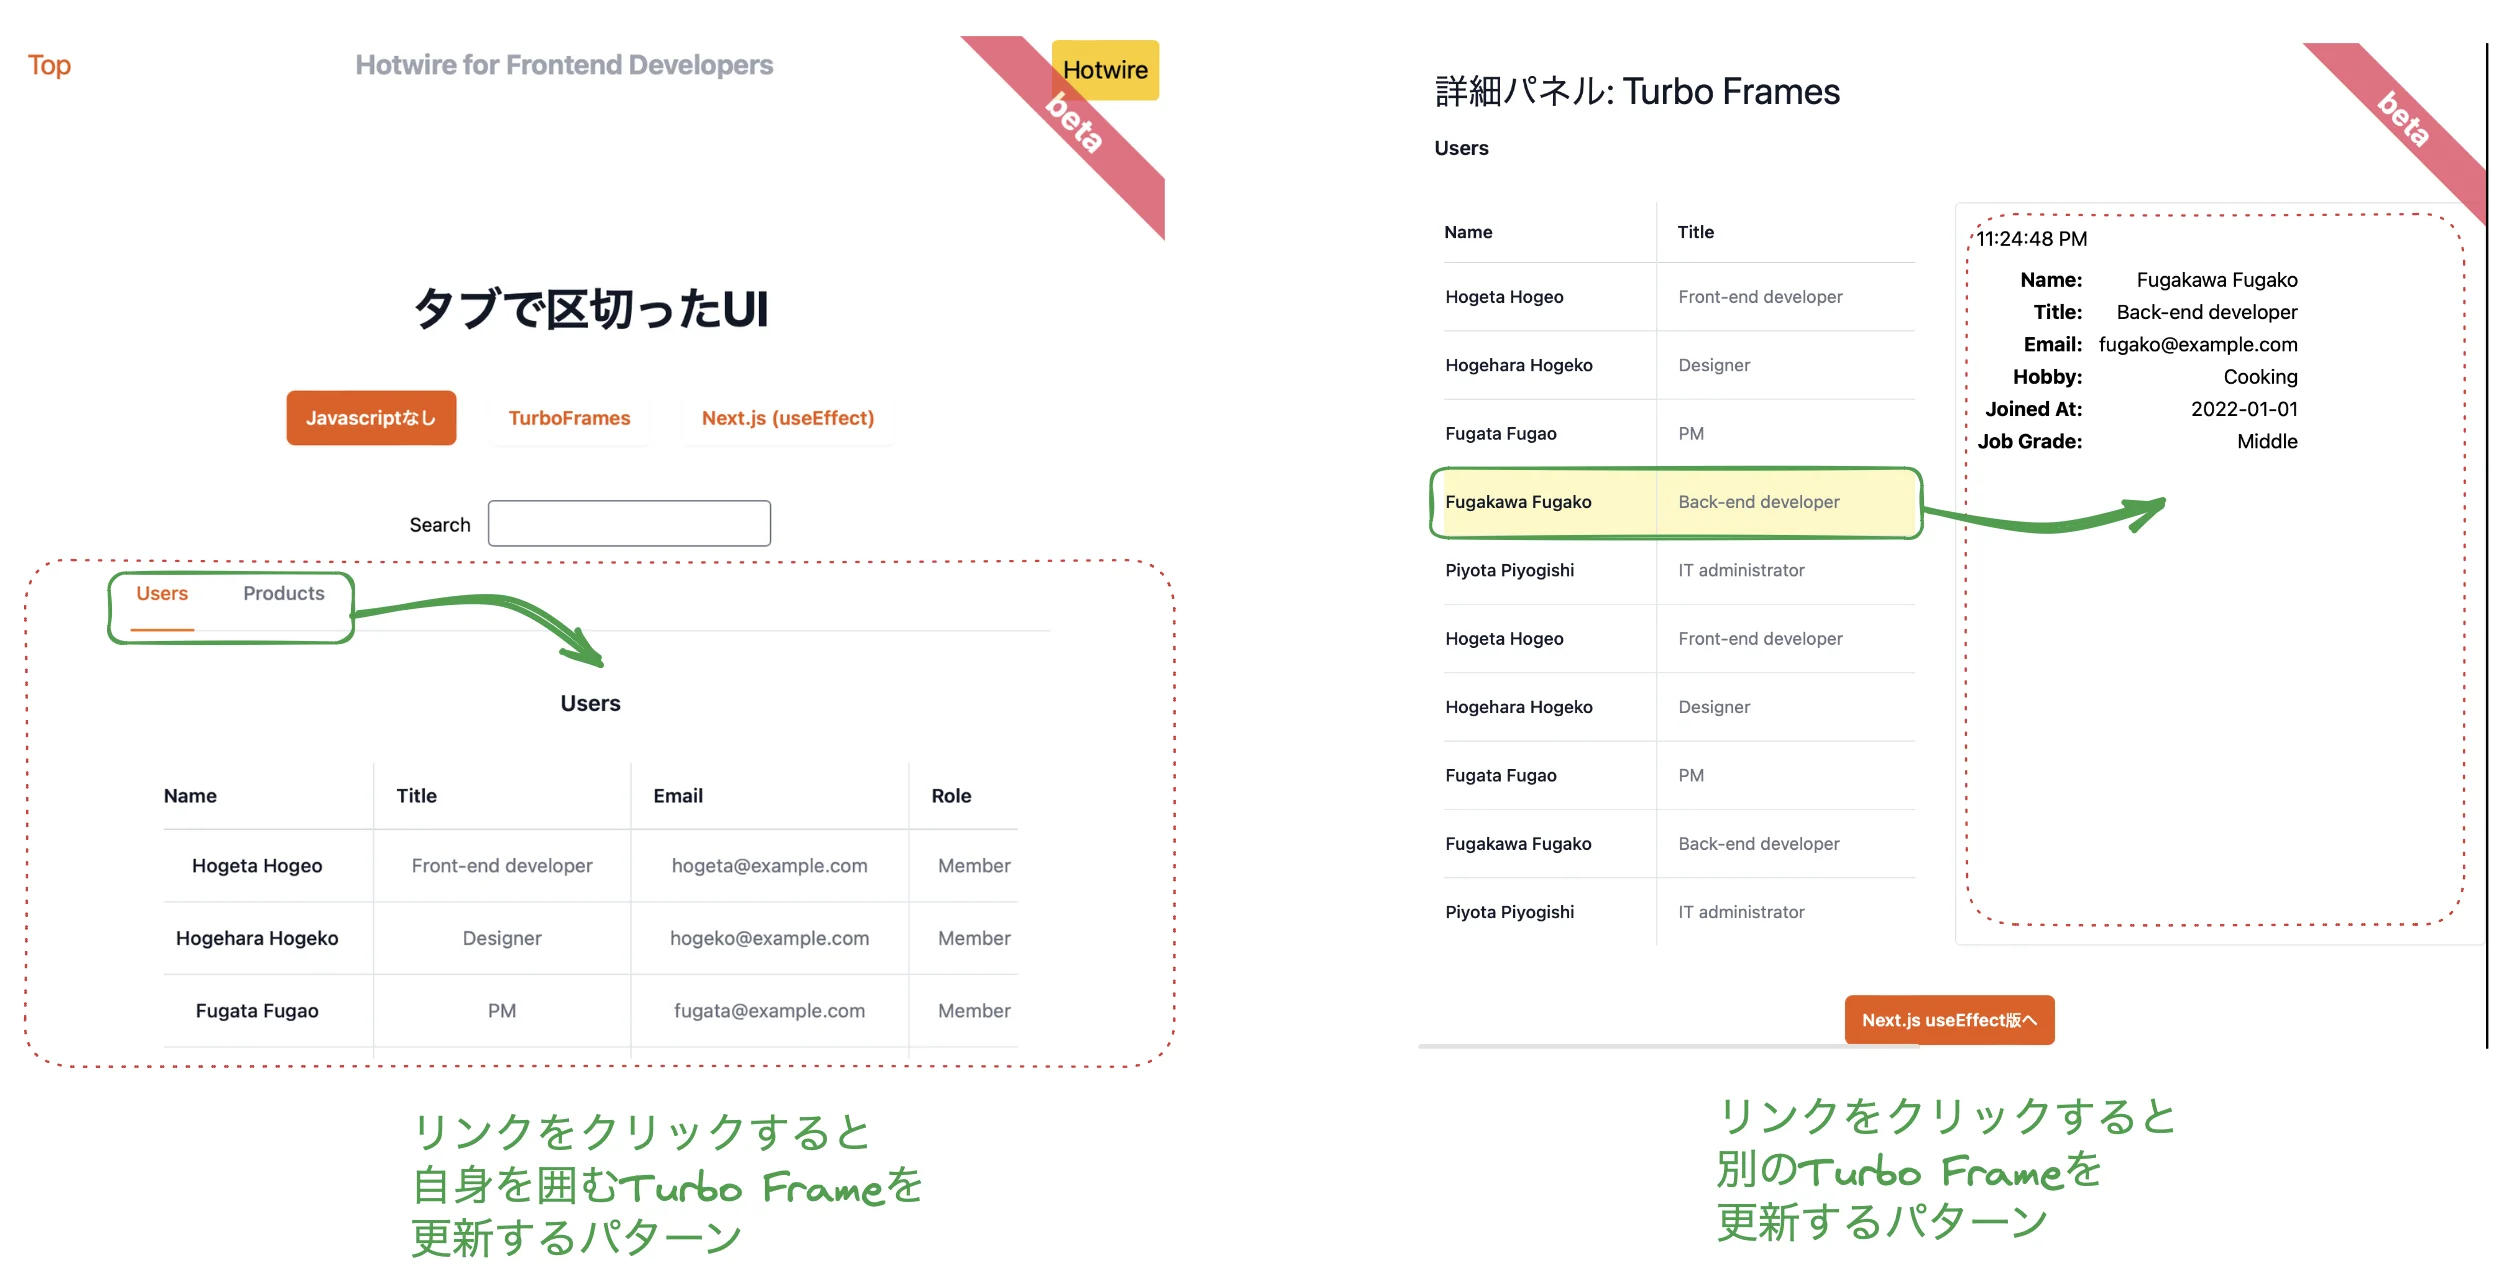 Top
Hotwire for Frontend Developers
Hotwire
beta
タブで区切ったUI
Javascriptなし
TurboFrames
Next.js (useEffect)
Search
Users
Products
Users
Name Title Email Role
Hogeta Hogeo Front-end developer hogeta@example.com Member
Hogehara Hogeko Designer hogeko@example.com Member
Fugata Fugao PM fugata@example.com Member
リンクをクリックすると
自身を囲むTurbo Frameを
更新するパターン
詳細パネル: Turbo Frames
beta
Users
Name Title
Hogeta Hogeo Front-end developer
Hogehara Hogeko Designer
Fugata Fugao PM
Fugakawa Fugako Back-end developer
Piyota Piyogishi IT administrator
Hogeta Hogeo Front-end developer
Hogehara Hogeko Designer
Fugata Fugao PM
Fugakawa Fugako Back-end developer
Piyota Piyogishi IT administrator
11:24:48 PM
Name: Fugakawa Fugako
Title: Back-end developer
Email: fugako@example.com
Hobby: Cooking
Joined At: 2022-01-01
Job Grade: Middle
Next.js useEffect版へ
リンクをクリックすると
別のTurbo Frameを
更新するパターン